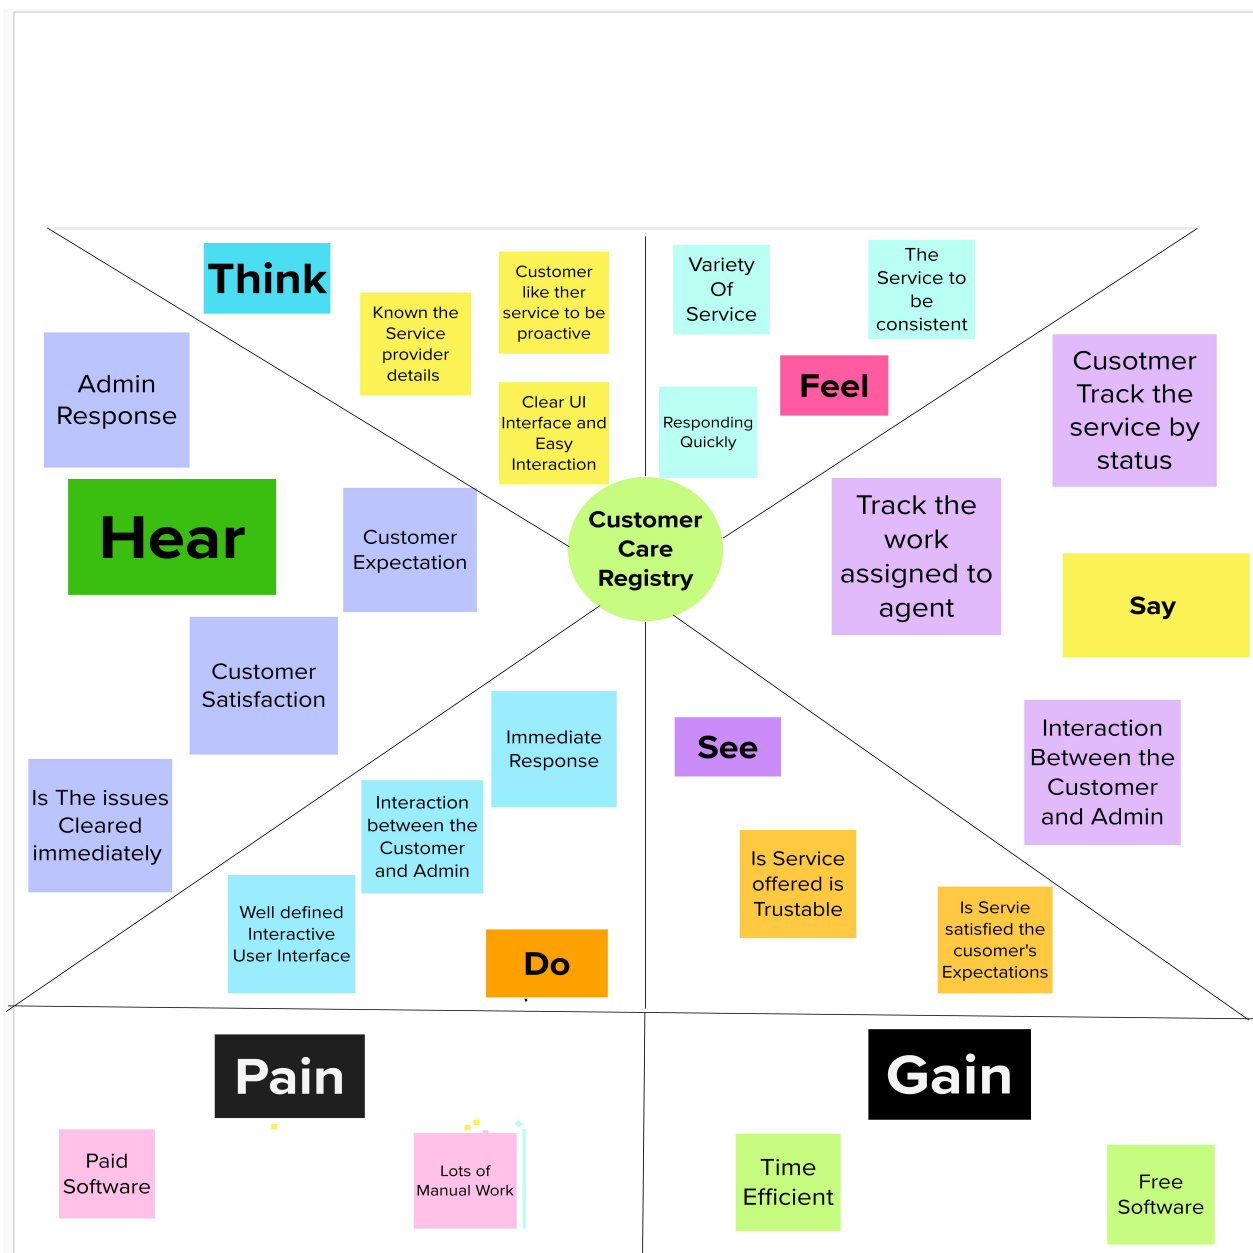 Think
Known the
Service
provider
details
Customer
like ther
service to be
proactive
Clear UI
Interface and
Easy
Interaction
Variety
Of
Service
The
Service to
be
consistent
Feel
Responding
Quickly
Admin
Response
Hear
Customer
Expectation
Customer
Satisfaction
Is The issues
Cleared
immediately
Customer
Care
Registry
Cusotmer
Track the
service by
status
Track the
work
assigned to
agent
Say
Interaction
Between the
Customer
and Admin
Immediate
Response
Interaction
between the
Customer
and Admin
Well defined
Interactive
User Interface
Do
See
Is Service
offered is
Trustable
Is Servie
satisfied the
cusomer's
Expectations
Pain
Paid
Software
Lots of
Manual Work
Gain
Time
Efficient
Free
Software